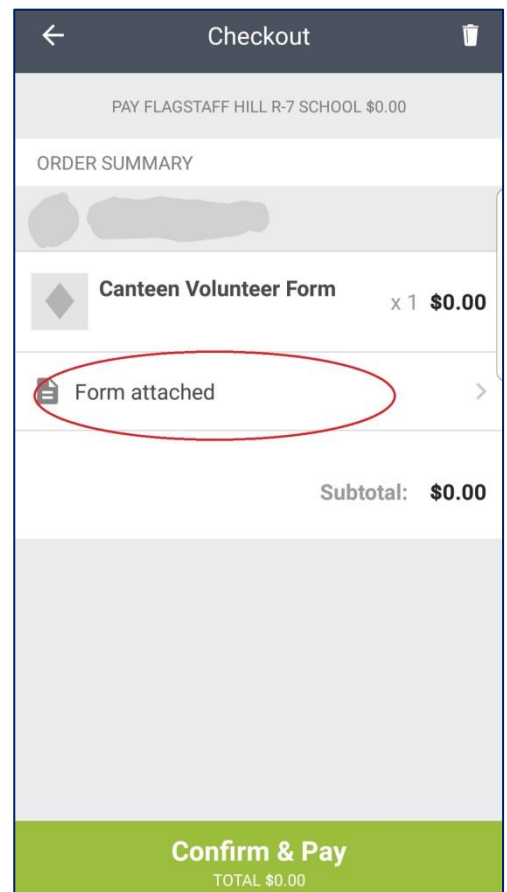 Checkout
PAY FLAGSTAFF HILL R-7 SCHOOL $0.00
ORDER SUMMARY
Canteen Volunteer Form x 1 $0.00
Form attached
Subtotal: $0.00
Confirm & Pay
TOTAL $0.00